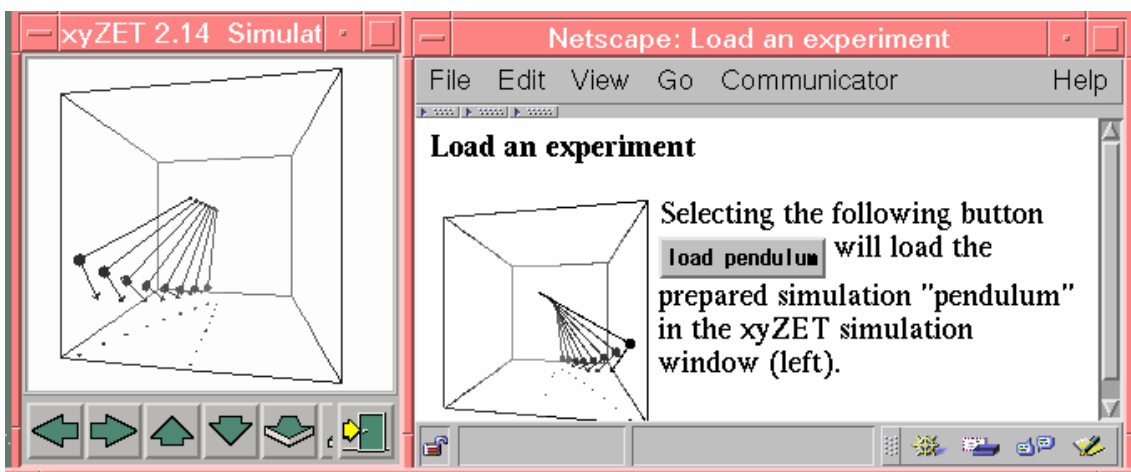 xyZET 2.14 Simulat
Netscape: Load an experiment
File Edit View Go Communicator Help
Load an experiment
Selecting the following button
load pendulum will load the
prepared simulation "pendulum"
in the xyZET simulation
window (left).